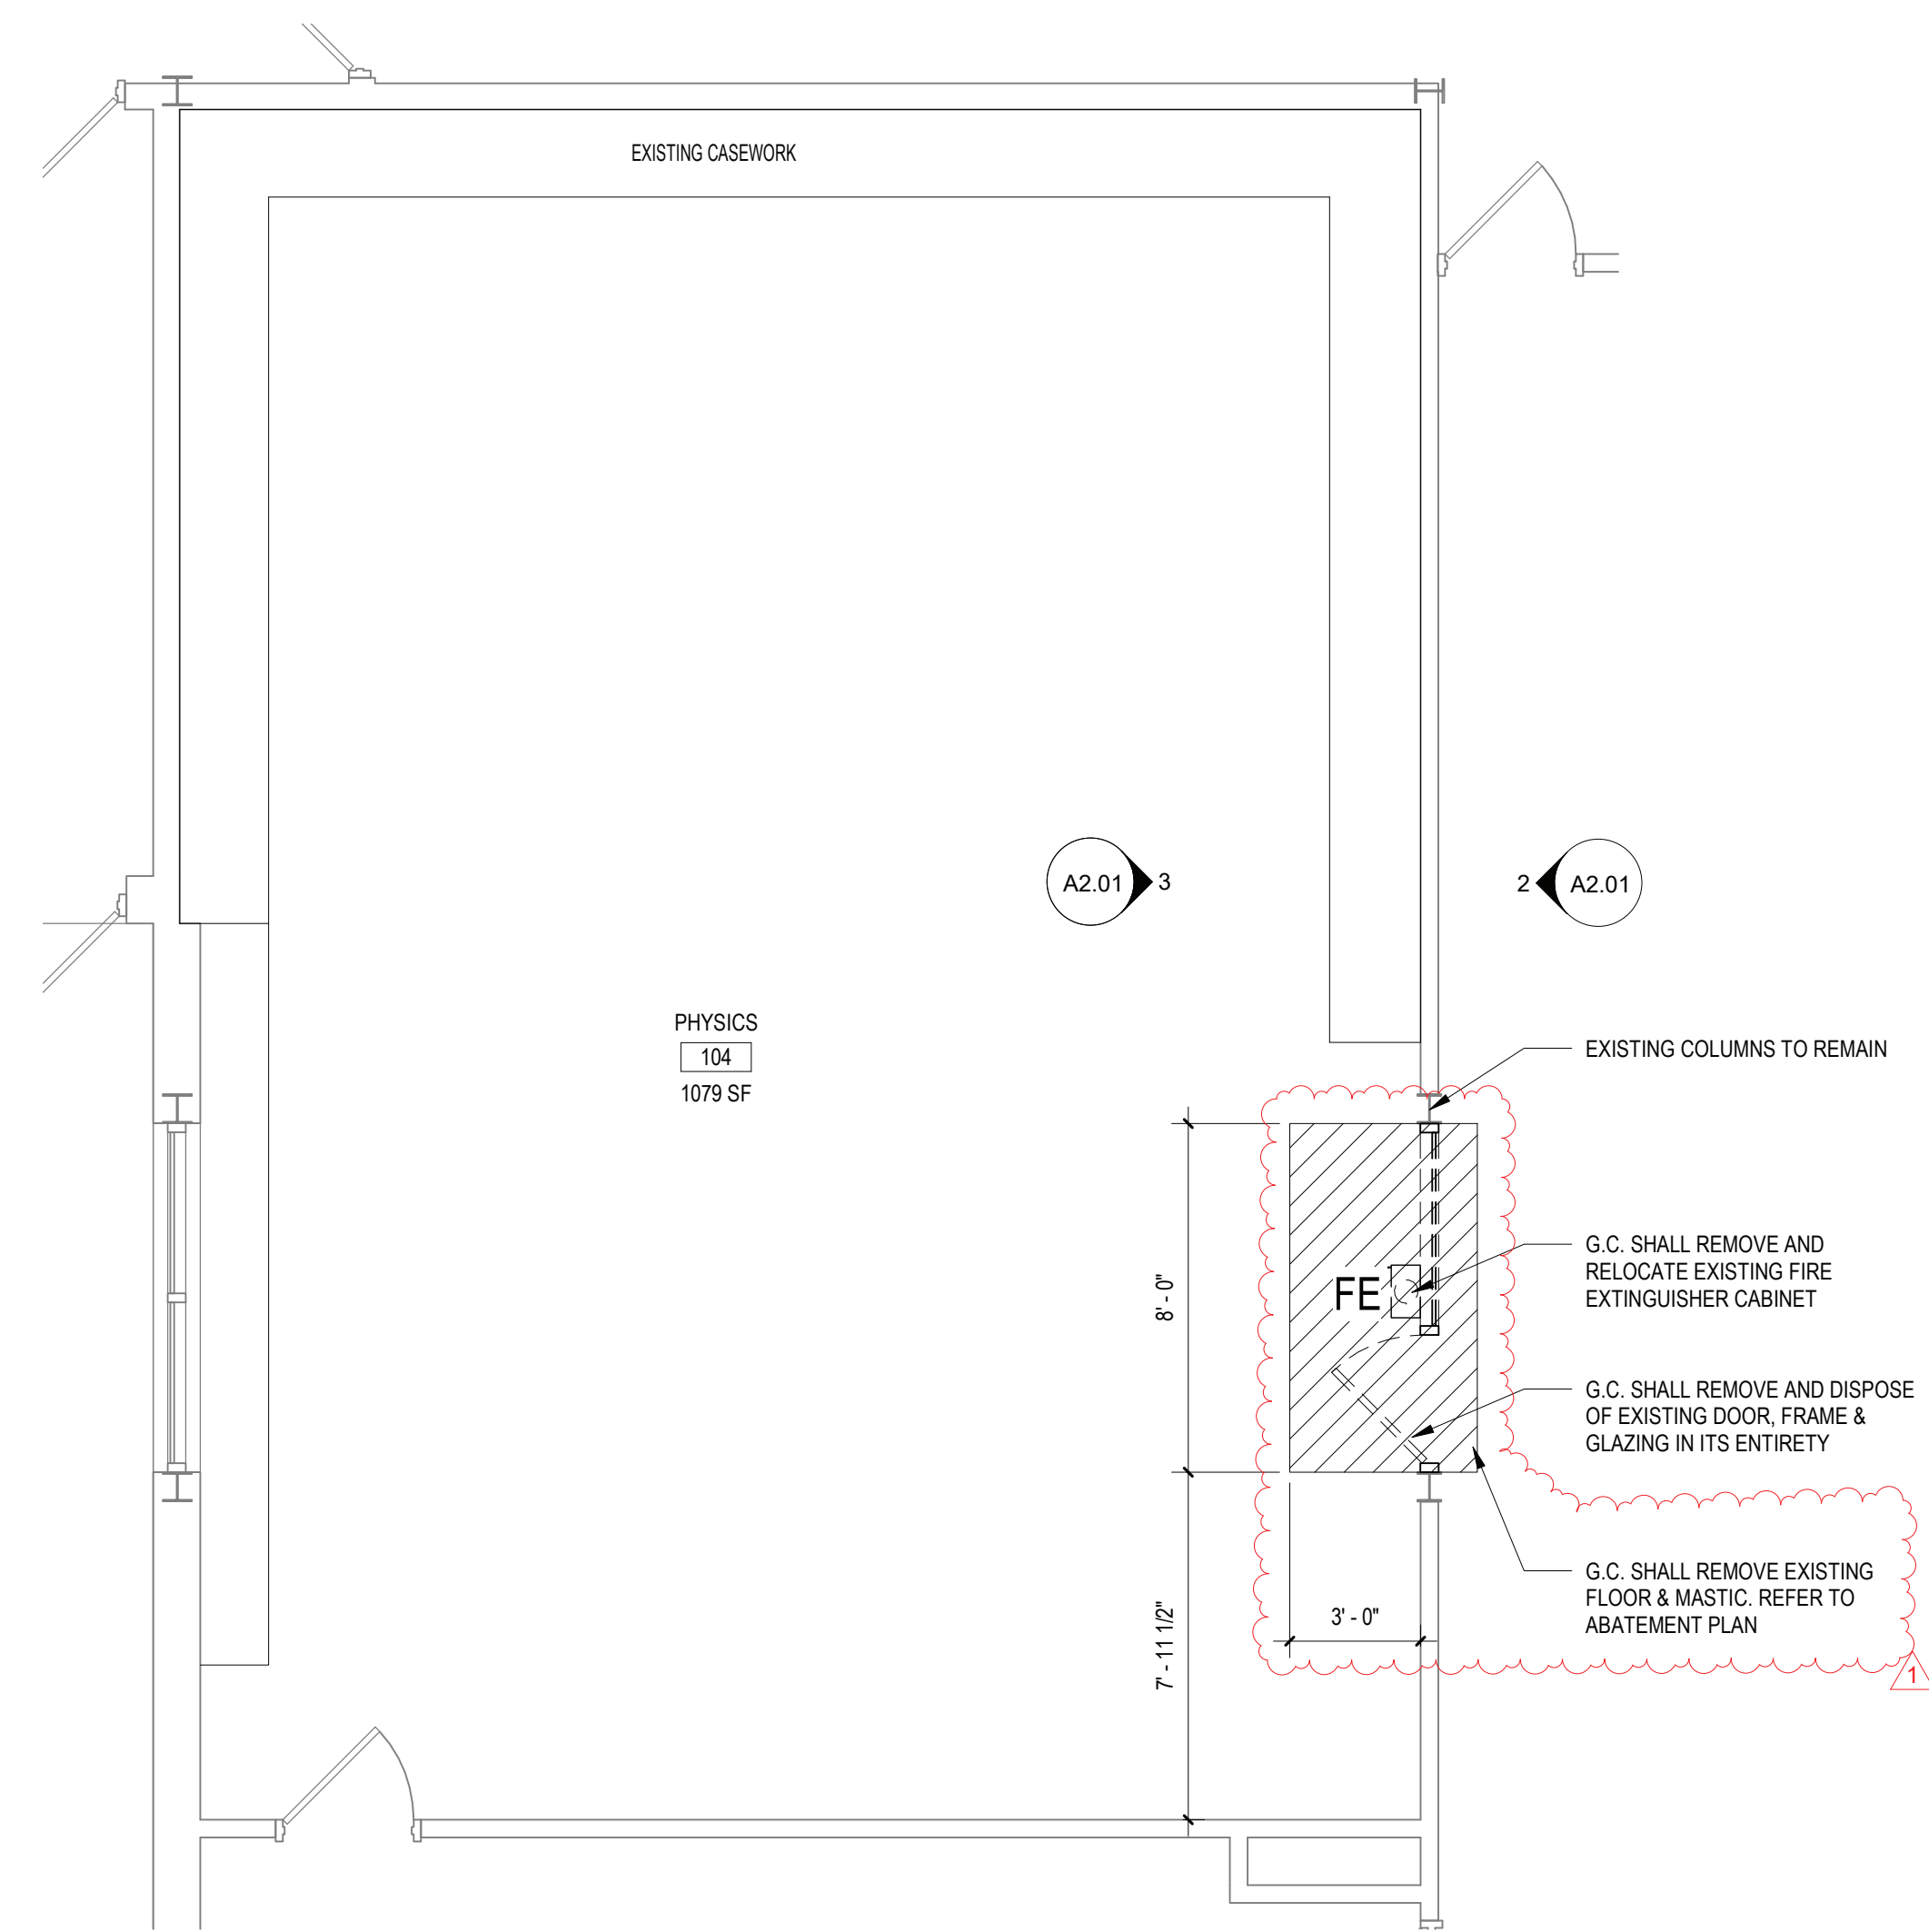 EXISTING CASEWORK
A2.01 3
2 A2.01
PHYSICS
104
1079 SF
EXISTING COLUMNS TO REMAIN
G.C. SHALL REMOVE AND
RELOCATE EXISTING FIRE
EXTINGUISHER CABINET
FE
8' - 0"
G.C. SHALL REMOVE AND DISPOSE
OF EXISTING DOOR, FRAME &
GLAZING IN ITS ENTIRETY
G.C. SHALL REMOVE EXISTING
FLOOR & MASTIC. REFER TO
ABATEMENT PLAN
3' - 0"
7' - 11 1/2"
1